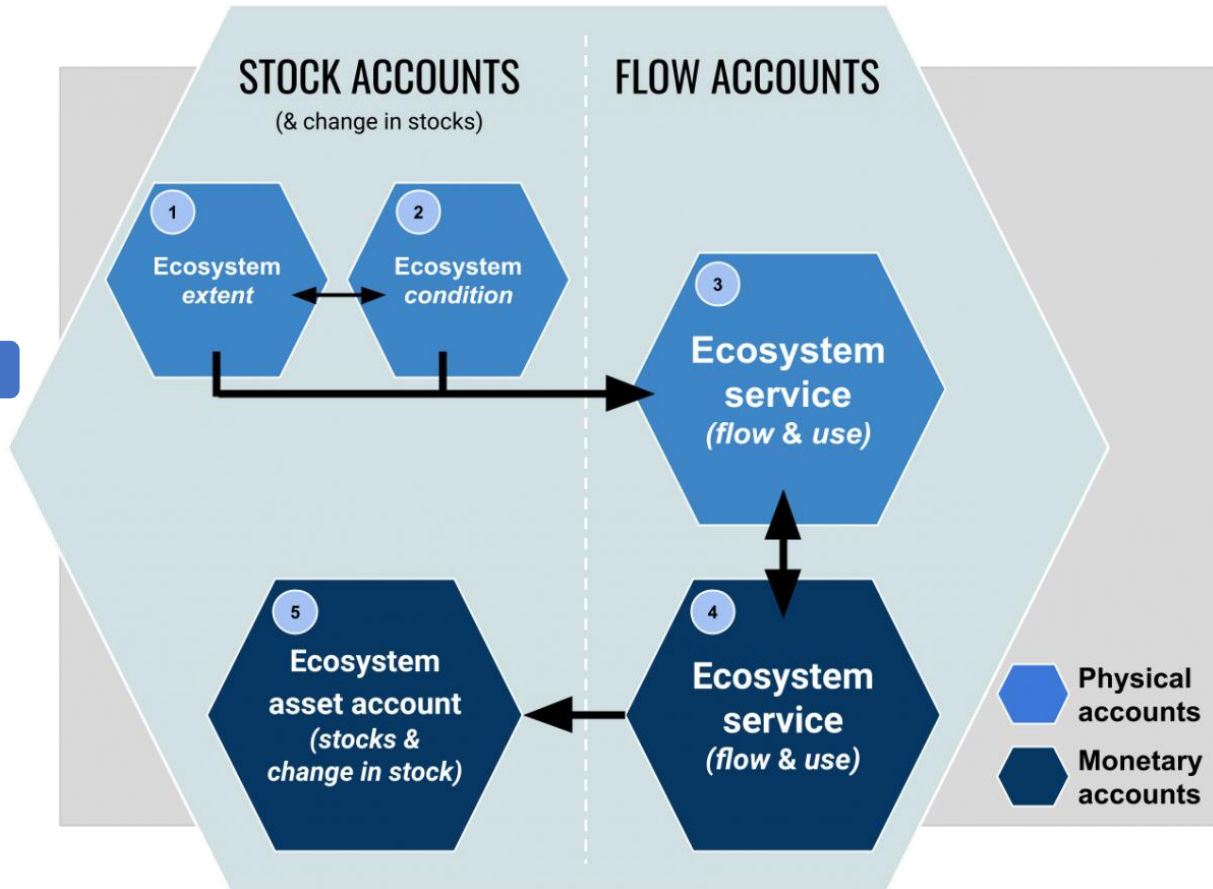 STOCK ACCOUNTS
(& change in stocks)
FLOW ACCOUNTS
1
Ecosystem
extent
2
Ecosystem
condition
3
Ecosystem
service
(flow & use)
5
Ecosystem
asset account
(stocks &
change in stock)
4
Ecosystem
service
(flow & use)
Physical
accounts
Monetary
accounts